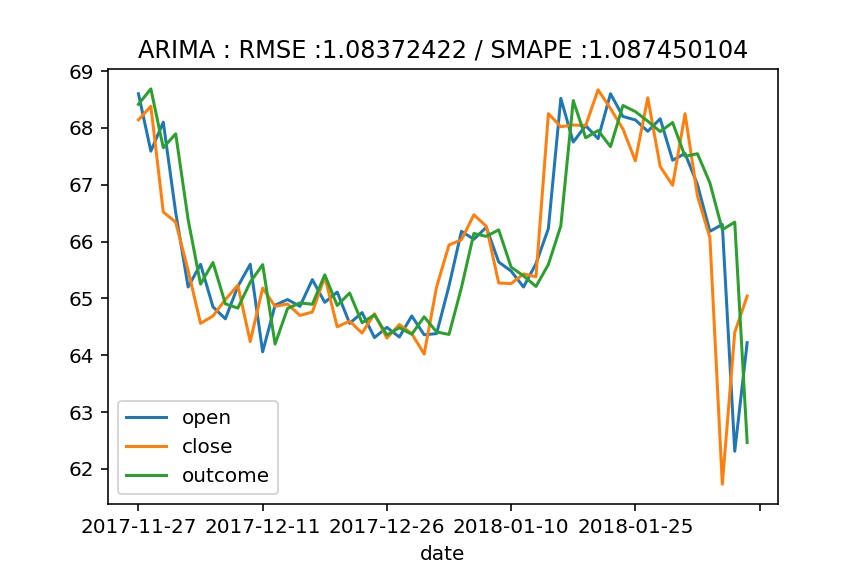 ARIMA : RMSE :1.08372422 / SMAPE :1.087450104
69
68
67
66
65
64
63
62
open
close
outcome
2017-11-27 2017-12-11 2017-12-26 2018-01-10 2018-01-25
date